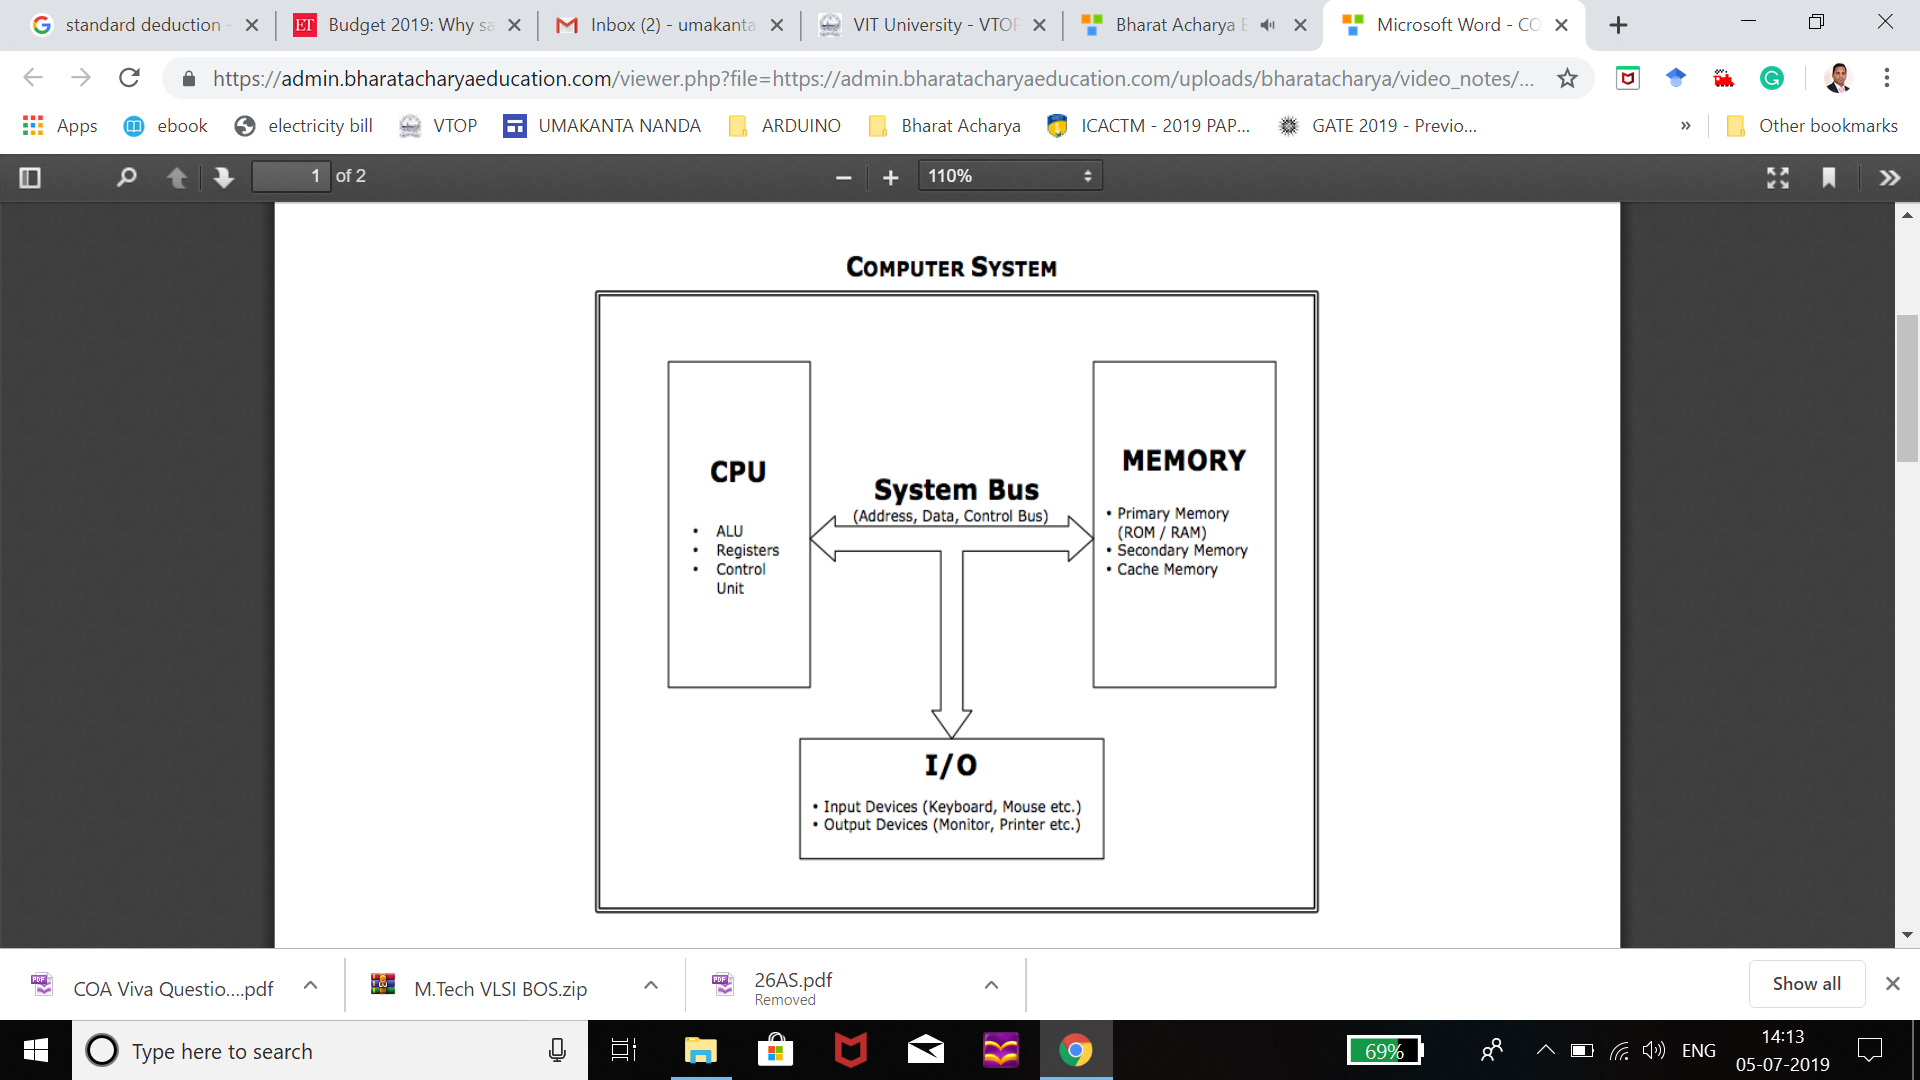 standard deduction -
Budget 2019: Why sa
Inbox (2) - umakanta
VIT University - VTOP
Bharat Acharya E
Microsoft Word - CO
https://admin.bharatacharyaeducation.com/viewer.php?file=https://admin.bharatacharyaeducation.com/uploads/bharatacharya/video_notes/...
Apps
ebook
electricity bill
VTOP
UMAKANTA NANDA
ARDUINO
Bharat Acharya
ICACTM - 2019 PAP...
GATE 2019 - Previo...
»
Other bookmarks
1 of 2
110%
COMPUTER SYSTEM
CPU
• ALU
• Registers
• Control
Unit
System Bus
(Address, Data, Control Bus)
MEMORY
• Primary Memory
(ROM / RAM)
• Secondary Memory
• Cache Memory
I/O
• Input Devices (Keyboard, Mouse etc.)
• Output Devices (Monitor, Printer etc.)
COA Viva Questio....pdf
M.Tech VLSI BOS.zip
26AS.pdf
Removed
Show all
Type here to search
69%
ENG
14:13
05-07-2019